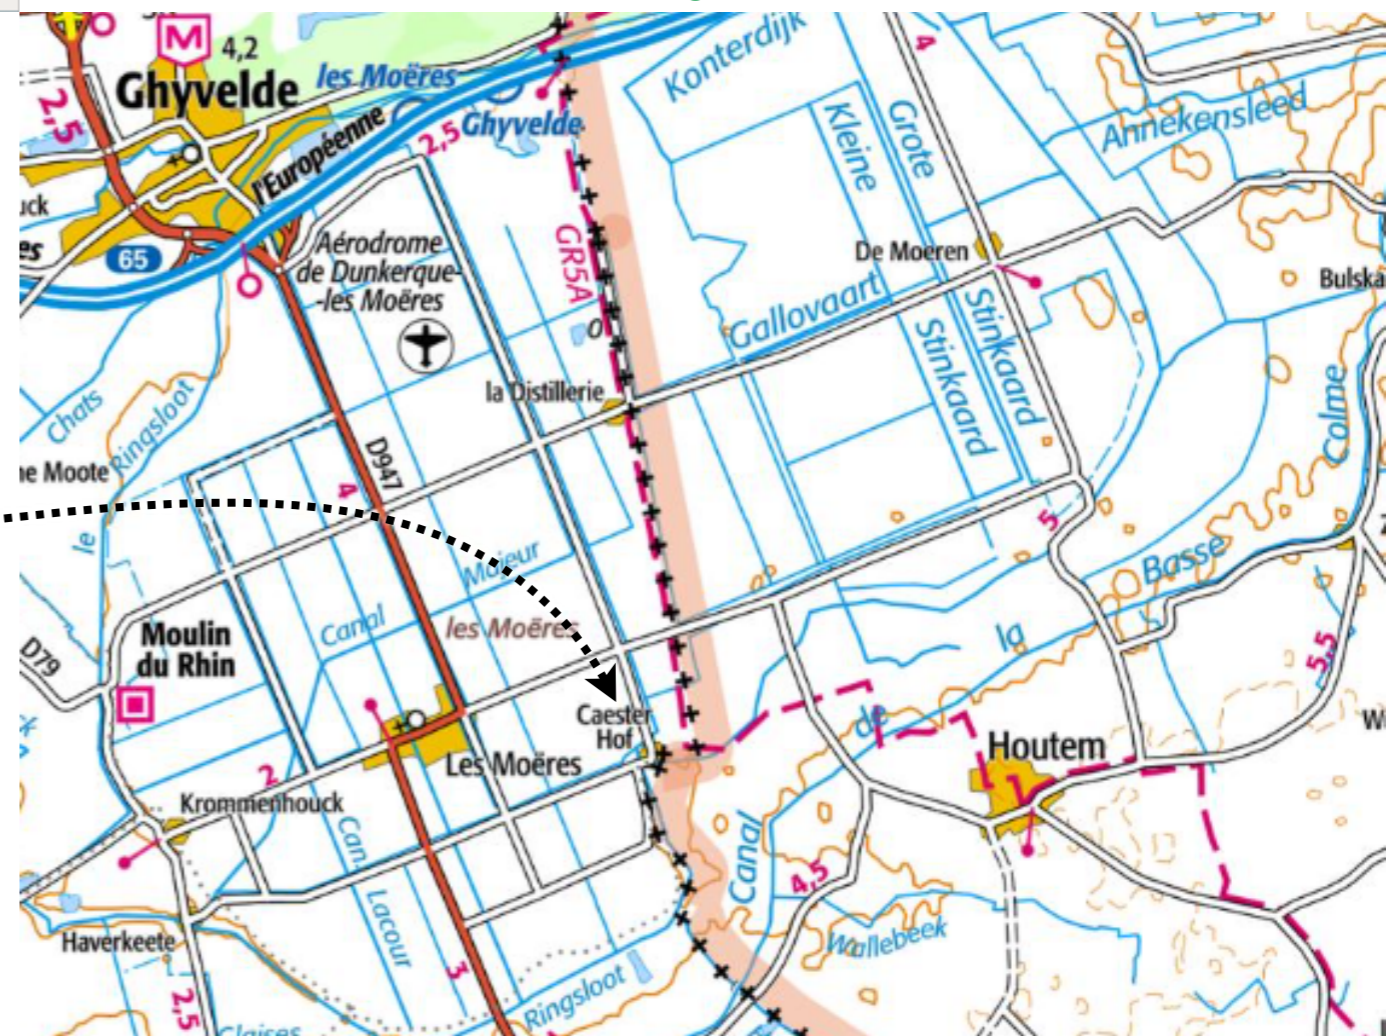 M
4,2
Ghyvelde
les Moëres
2,5
2,5
Ghyvelde
l'Européenne
Konterdijk
4
Kleine
Grote
Annekensleed
65
Aérodrome
de Dunkerque-
-les Moëres
GR5A
0
De Moeren
Bulska
Gallovaart
Stinkaard
Stinkaard
la Distillerie
Chats
Ringsloot
le
ne Moote
D947
4
Colme
5
Basse
la
de
Majeur
Canal
les Moëres
Moulin
du Rhin
D79
5,5
Caester
Hof
Les Moëres
Houtem
2
Krommenhouck
Can.
Lacour
Canal
4,5
Wallebeek
Haverkeete
2,5
3
Ringsloot
Glaises